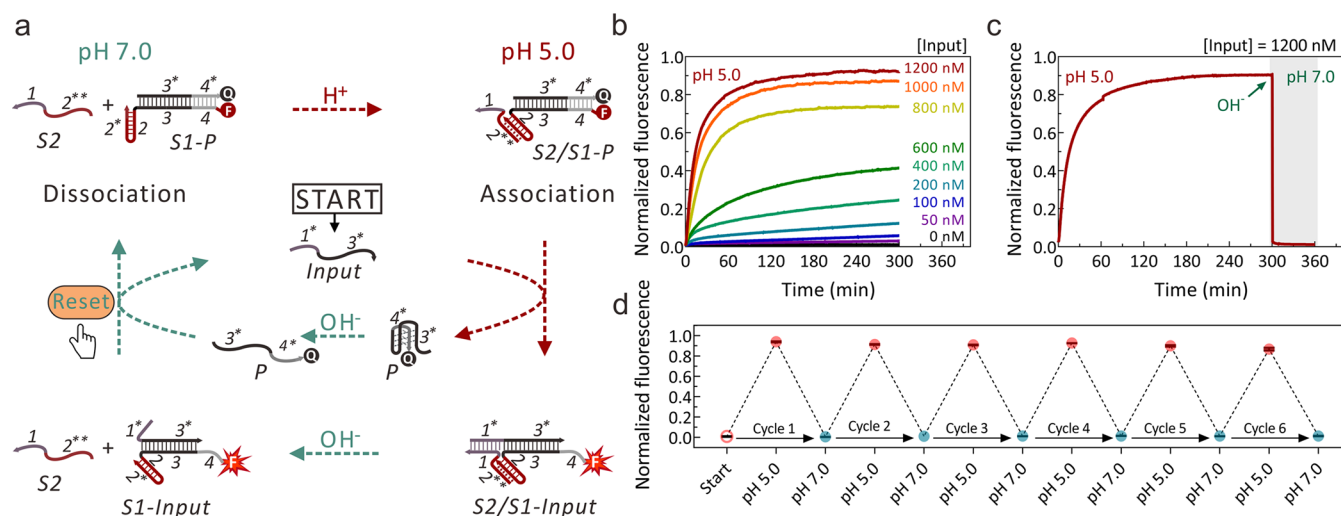 a
pH 7.0
pH 5.0
1
2**
S2
+
3*
4*
Q
F
2*
2
3
4
S1-P
H+
1
3*
4*
Q
F
2*
2
2**
3
4
S2/S1-P
Dissociation
START
Association
1*
3*
Input
Reset
OH-
3*
4*
Q
P
4*
3*
Q
P
1
2**
S2
+
1*
3*
2*
2
3
4
F
S1-Input
OH-
1*
3*
1
2*
2
2**
3
4
F
S2/S1-Input
b
[Input]
Normalized fluorescence
1.0
0.8
0.6
0.4
0.2
0.0
pH 5.0
1200 nM
1000 nM
800 nM
600 nM
400 nM
200 nM
100 nM
50 nM
0 nM
0 60 120 180 240 300 360
Time (min)
c
[Input] = 1200 nM
Normalized fluorescence
1.0
0.8
0.6
0.4
0.2
0.0
pH 5.0
pH 7.0
OH-
0 60 120 180 240 300 360
Time (min)
d
Normalized fluorescence
1.0
0.8
0.6
0.4
0.2
0.0
Cycle 1 Cycle 2 Cycle 3 Cycle 4 Cycle 5 Cycle 6
Start pH 5.0 pH 7.0 pH 5.0 pH 7.0 pH 5.0 pH 7.0 pH 5.0 pH 7.0 pH 5.0 pH 7.0 pH 5.0 pH 7.0